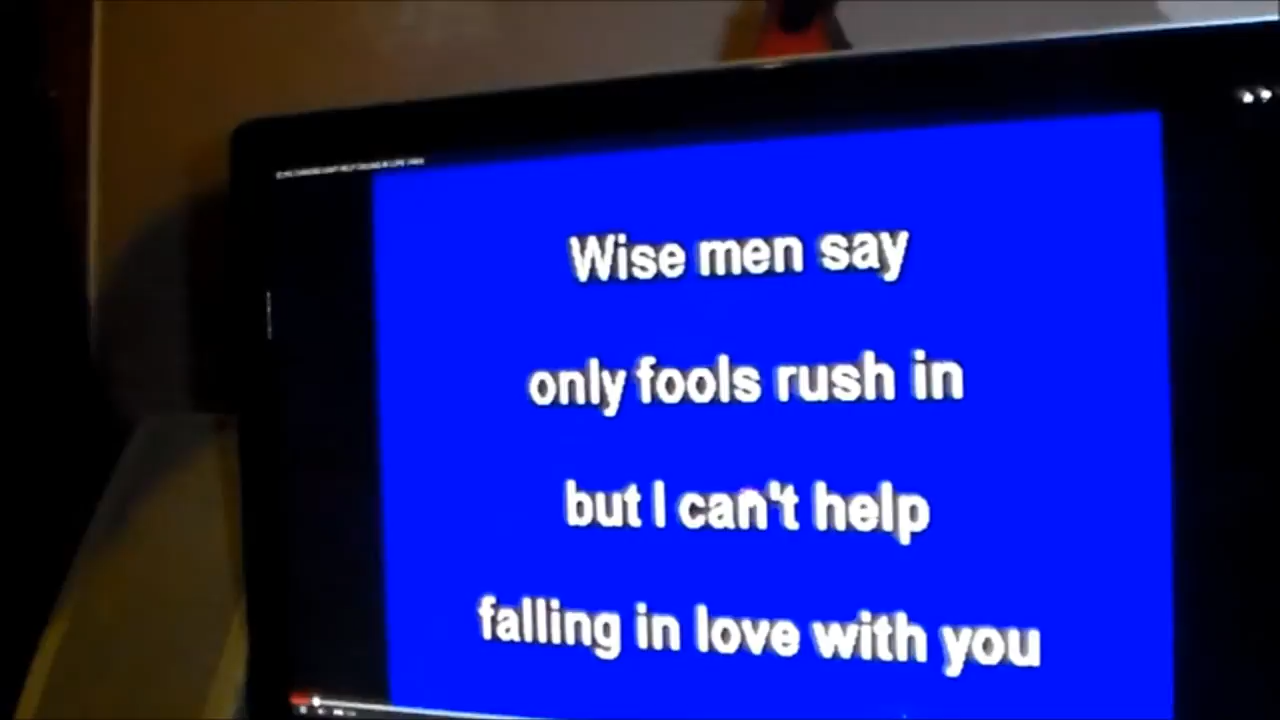 Wise men say
only fools rush in
but I can't help
falling in love with you